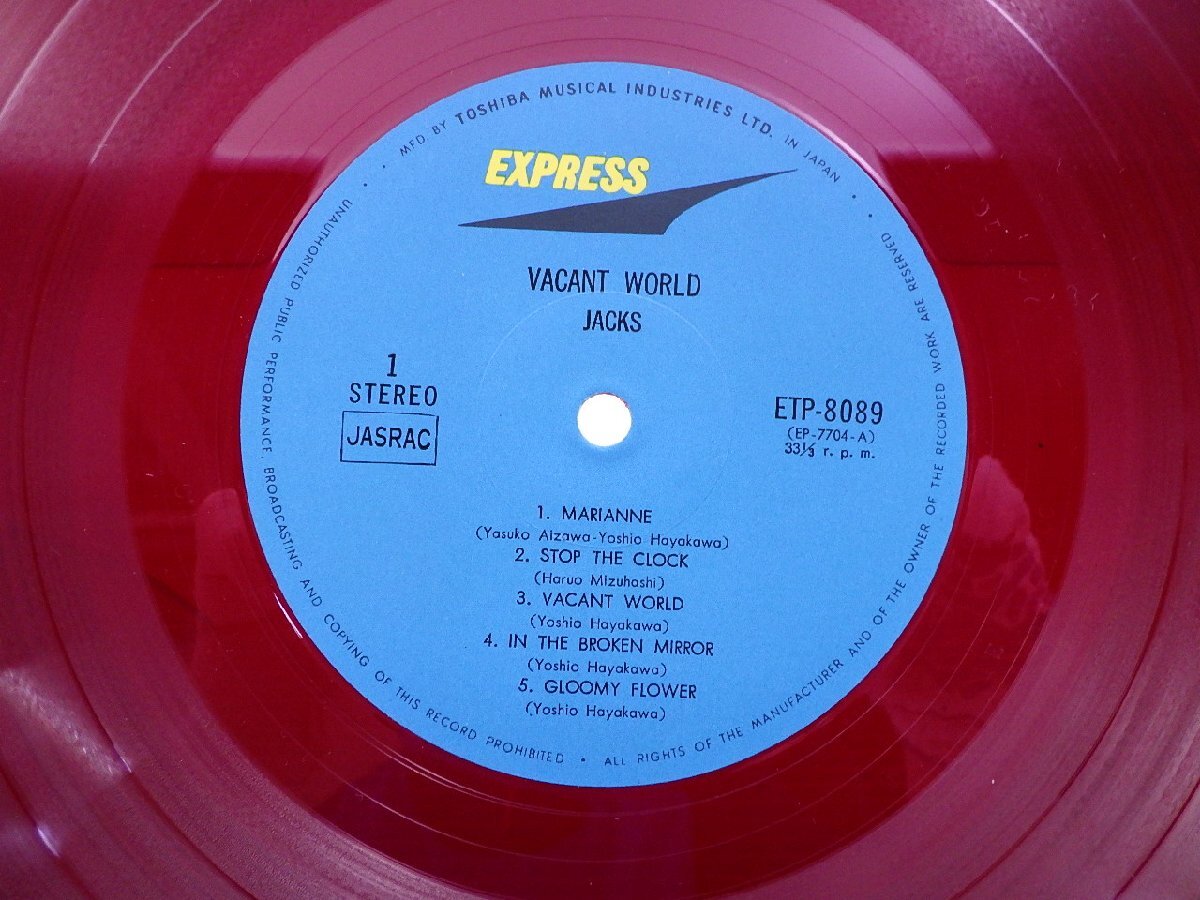 MFD BY TOSHIBA MUSICAL INDUSTRIES LTD. IN JAPAN
EXPRESS
VACANT WORLD
JACKS
1
STEREO
JASRAC
ETP-8089
(EP-7704-A)
33⅓ r. p. m.
1. MARIANNE
(Yasuko Aizawa-Yoshio Hayakawa)
2. STOP THE CLOCK
(Haruo Mizuhashi)
3. VACANT WORLD
(Yoshio Hayakawa)
4. IN THE BROKEN MIRROR
(Yoshio Hayakawa)
5. GLOOMY FLOWER
(Yoshio Hayakawa)
UNAUTHORIZED PUBLIC PERFORMANCE, BROADCASTING AND COPYING OF THIS RECORD PROHIBITED • ALL RIGHTS OF THE MANUFACTURER AND OF THE OWNER OF THE RECORDED WORK ARE RESERVED